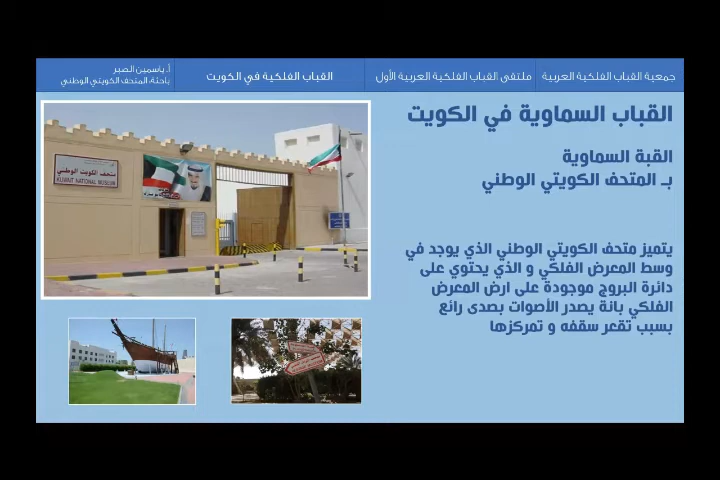 جمعية القباب الفلكية العربية
ملتقى القباب الفلكية العربية الأول
القباب الفلكية في الكويت
أ. ياسمين الصبر
باحثة، المتحف الكويتي الوطني
القباب السماوية في الكويت
القبة السماوية
بـ المتحف الكويتي الوطني
يتميز متحف الكويتي الوطني الذي يوجد في
وسط المعرض الفلكي و الذي يحتوي على
دائرة البروج موجودة على ارض المعرض
الفلكي بانة يصدر الأصوات بصدى رائع
بسبب تقعر سقفه و تمركزها
متحف الكويت الوطني
KUWAIT NATIONAL MUSEUM